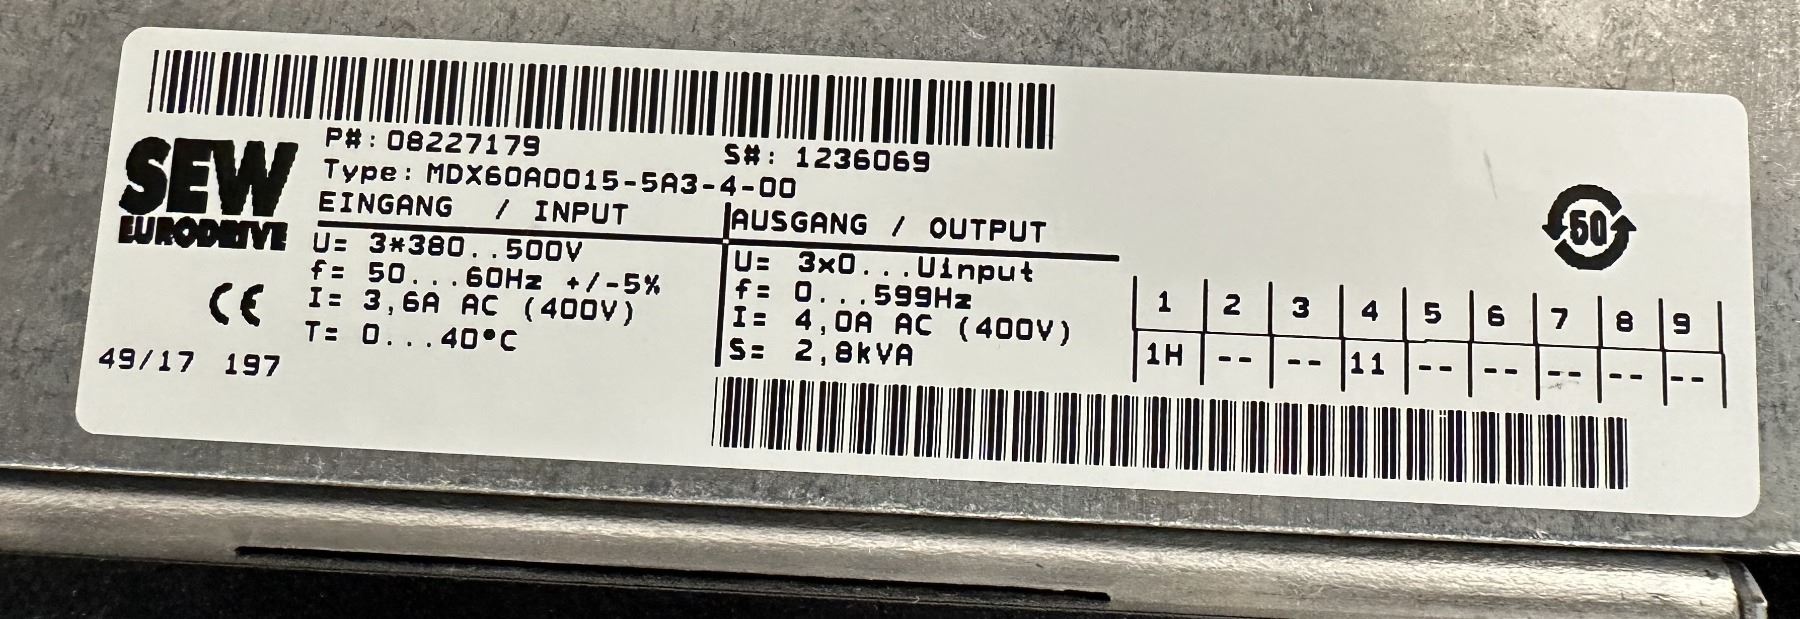 P#: 08227179
S#: 1236069
SEW
EURODRIVE
Type: MDX60A0015-5A3-4-00
EINGANG / INPUT
U= 3*380..500V
f= 50...60Hz +/-5%
I= 3,6A AC (400V)
T= 0...40°C
AUSGANG / OUTPUT
U= 3x0...Uinput
f= 0...599Hz
I= 4,0A AC (400V)
S= 2,8kVA
CE
49/17 197
50
1 2 3 4 5 6 7 8 9
1H -- -- 11 -- -- -- -- --